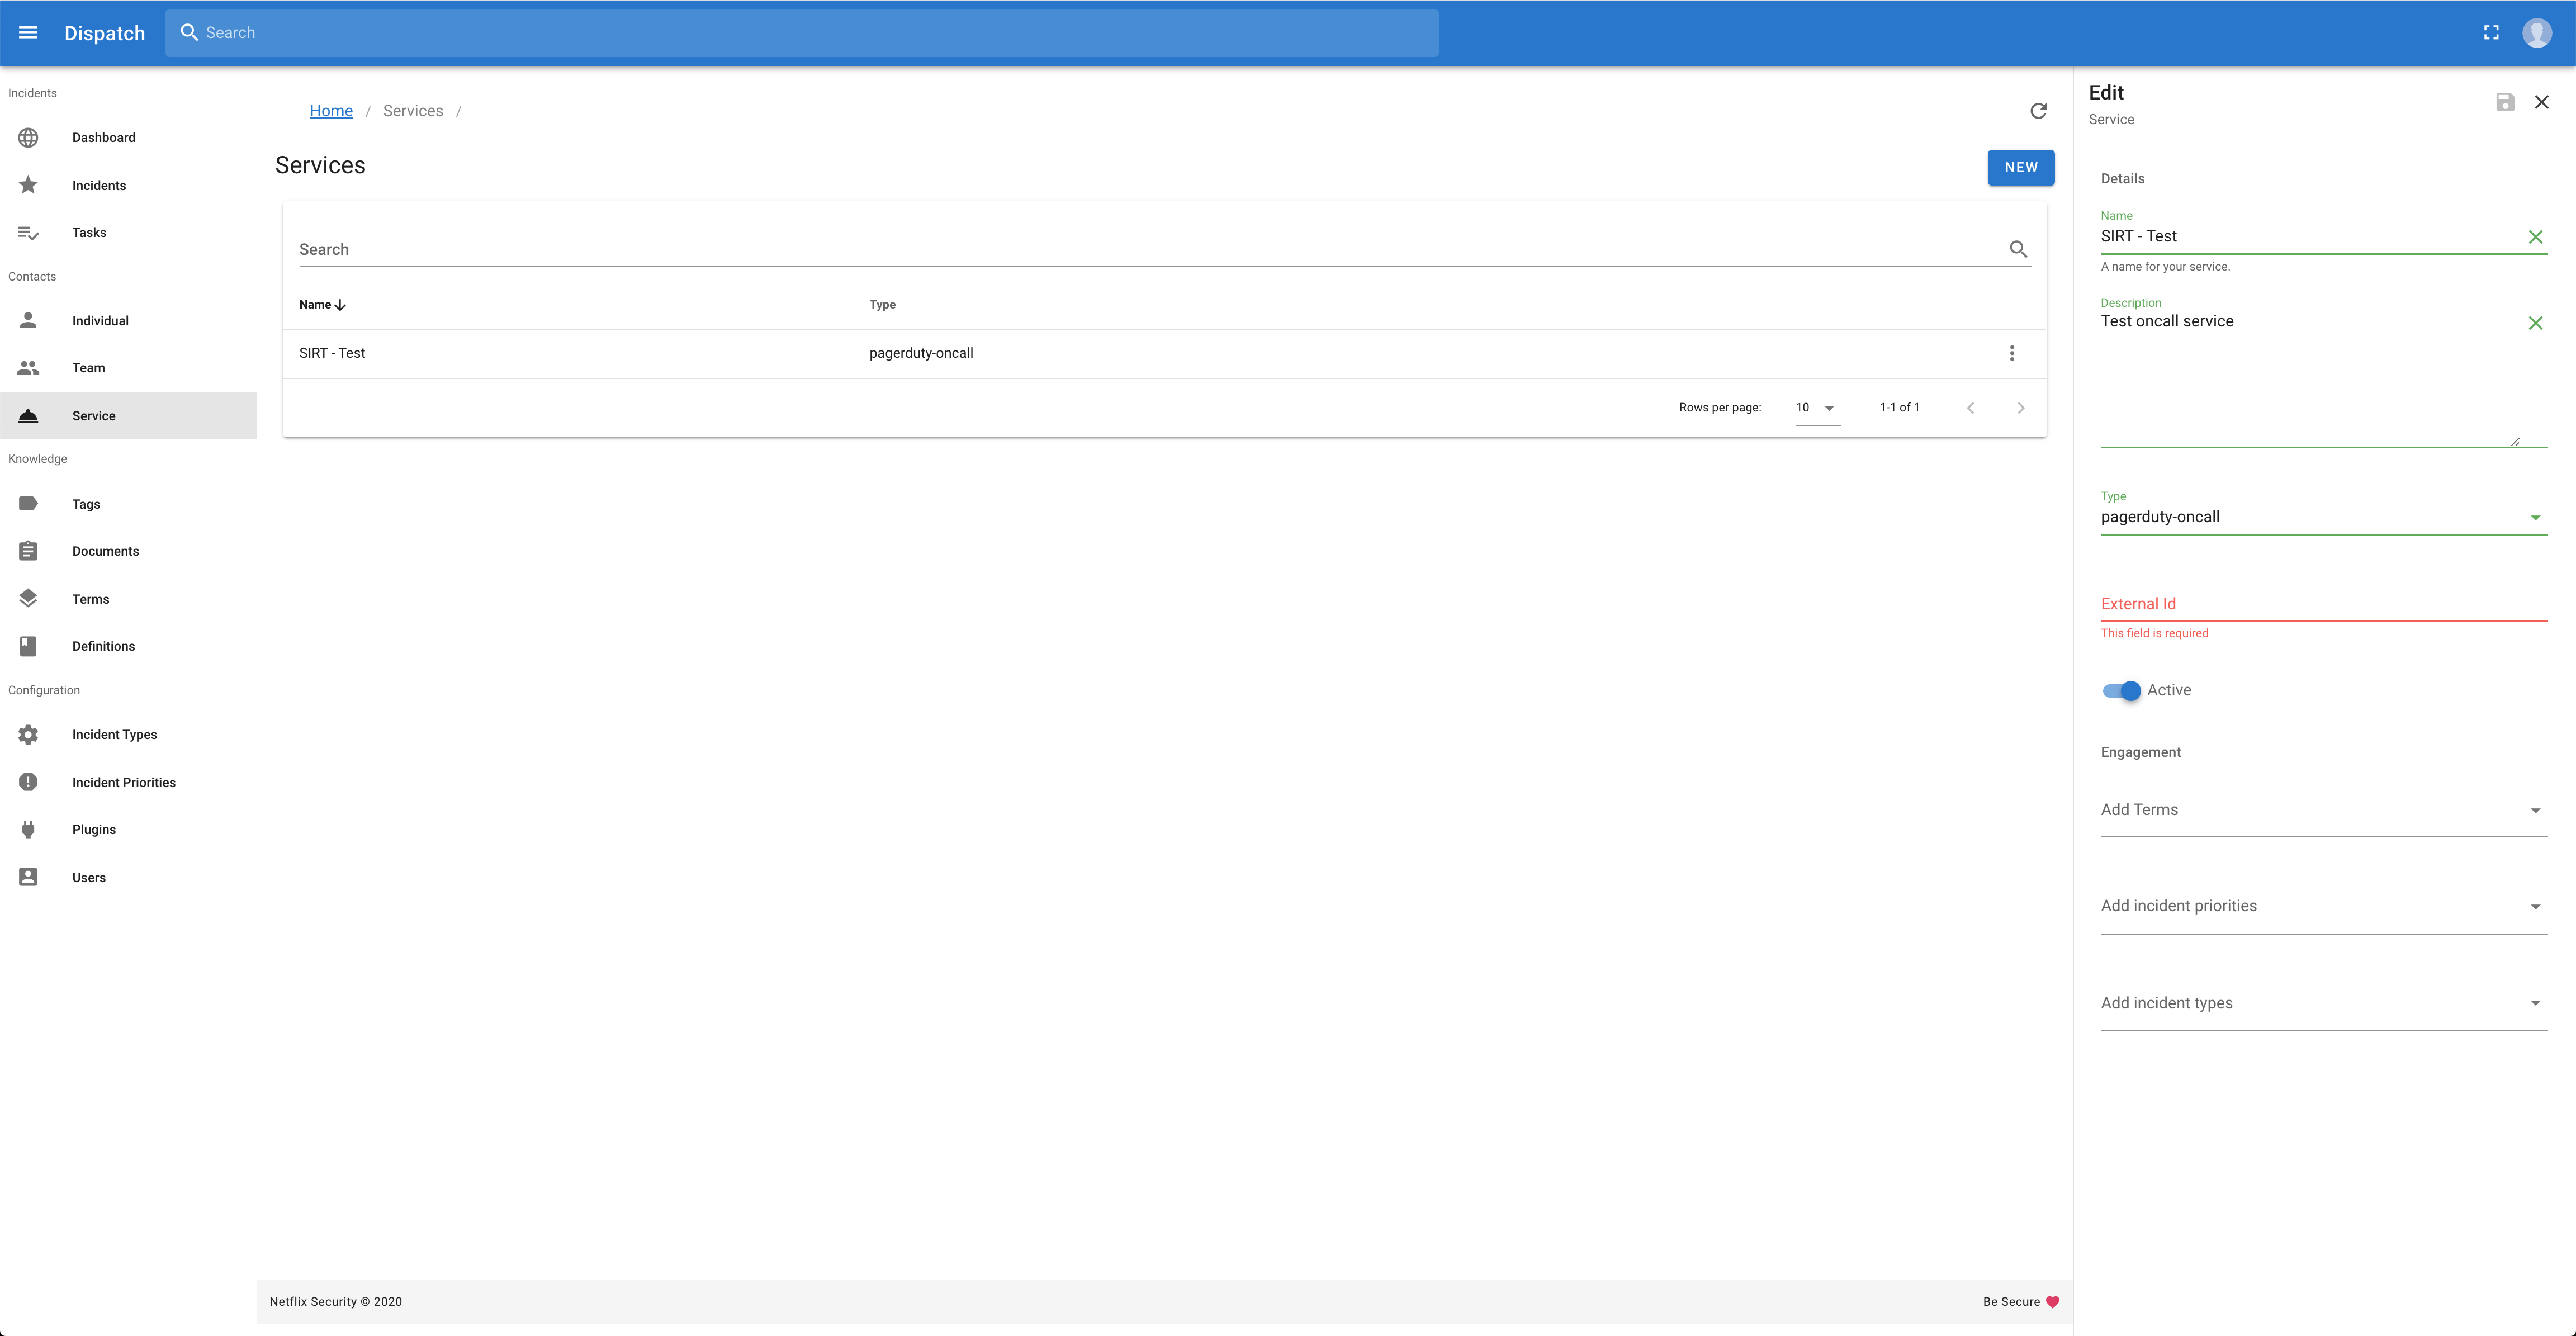 Dispatch
Search
Incidents
Dashboard
Incidents
Tasks
Contacts
Individual
Team
Service
Knowledge
Tags
Documents
Terms
Definitions
Configuration
Incident Types
Incident Priorities
Plugins
Users
Home / Services /
Services
NEW
Search
Name Type
SIRT - Test pagerduty-oncall
Rows per page: 10 1-1 of 1
Netflix Security © 2020
Be Secure
Edit
Service
Details
Name
SIRT - Test
A name for your service.
Description
Test oncall service
Type
pagerduty-oncall
External Id
This field is required
Active
Engagement
Add Terms
Add incident priorities
Add incident types